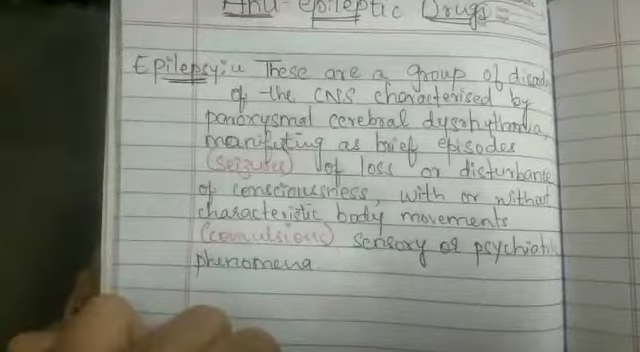 Anti-epileptic Drugs
Epilepsy:- These are a group of disord
of the CNS characterised by
paroxysmal cerebral dysrhythmia,
manifesting as brief episodes
(seizures) of loss or disturbance
of consciousness, with or without
characteristic body movements
(convulsions) sensory or psychiatric
phenomena